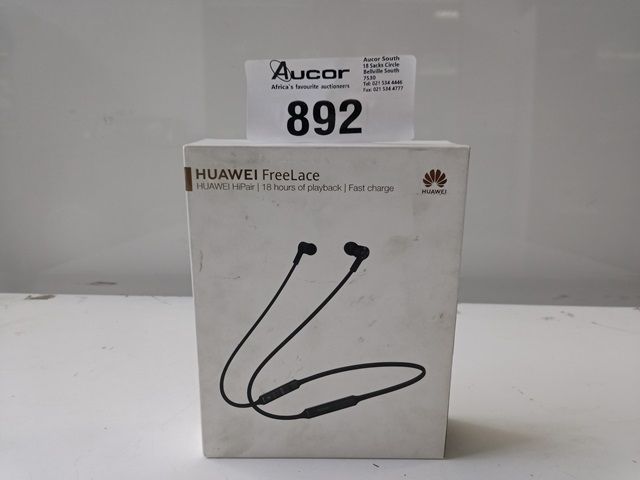 Aucor
Africa's favourite auctioneers
Aucor South
18 Sacks Circle
Bellville South
7530
Tel: 021 534 4446
Fax: 021 534 4777
892
HUAWEI FreeLace
HUAWEI HiPair | 18 hours of playback | Fast charge
HUAWEI